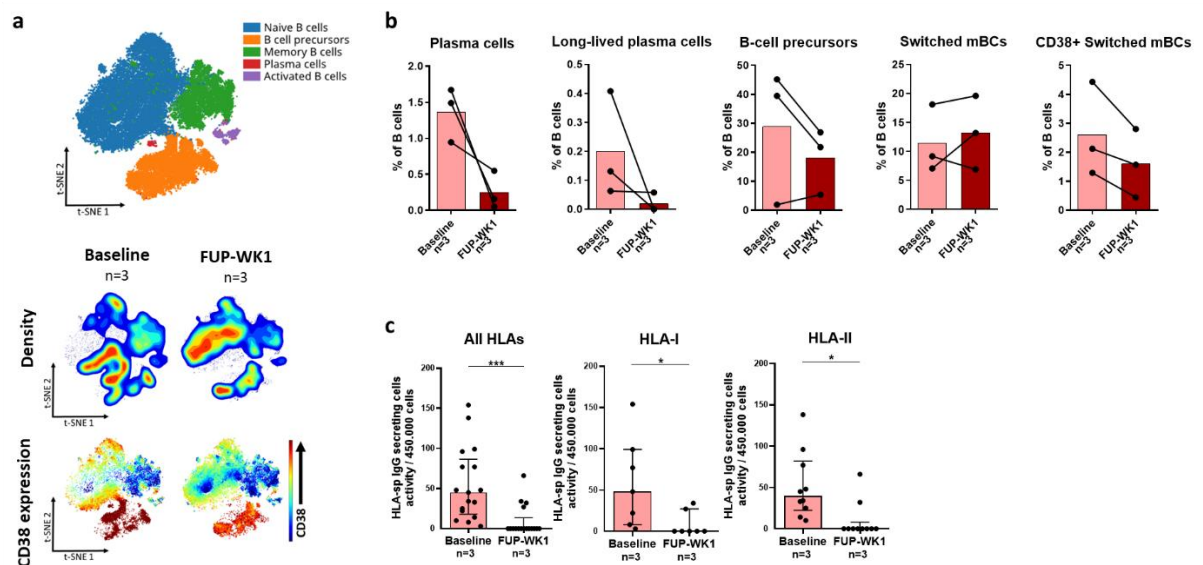 a
Naive B cells
B cell precursors
Memory B cells
Plasma cells
Activated B cells
t-SNE 2
t-SNE 1
Baseline
n=3
FUP-WK1
n=3
Density
t-SNE 2
t-SNE 1
CD38 expression
t-SNE 2
t-SNE 1
CD38
b
Plasma cells
% of B cells
2.0
1.5
1.0
0.5
0.0
Baseline
n=3
FUP-WK1
n=3
Long-lived plasma cells
% of B cells
0.5
0.4
0.3
0.2
0.1
0.0
Baseline
n=3
FUP-WK1
n=3
B-cell precursors
% of B cells
50
40
30
20
10
0
Baseline
n=3
FUP-WK1
n=3
Switched mBCs
% of B cells
25
20
15
10
5
0
Baseline
n=3
FUP-WK1
n=3
CD38+ Switched mBCs
% of B cells
5
4
3
2
1
0
Baseline
n=3
FUP-WK1
n=3
c
All HLAs
HLA-sp IgG secreting cells
activity / 450.000 cells
200
150
100
50
0
***
Baseline
n=3
FUP-WK1
n=3
HLA-I
HLA-sp IgG secreting cells
activity / 450.000 cells
200
150
100
50
0
*
Baseline
n=3
FUP-WK1
n=3
HLA-II
HLA-sp IgG secreting cells
activity / 450.000 cells
200
150
100
50
0
*
Baseline
n=3
FUP-WK1
n=3